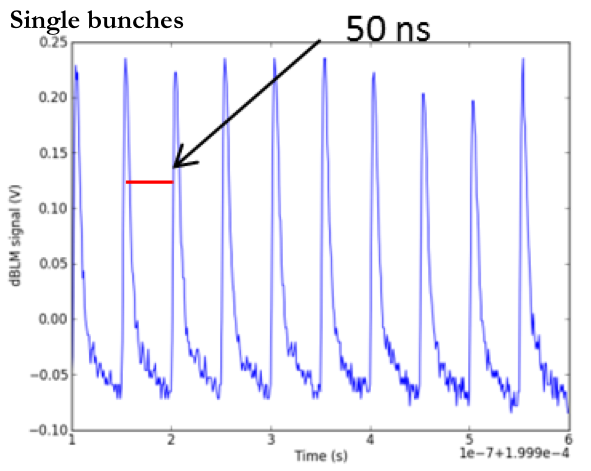 Single bunches
50 ns
0.25
0.20
0.15
0.10
0.05
0.00
−0.05
−0.10
dBLM signal (V)
1 2 3 4 5 6
Time (s)
1e−7+1.999e−4